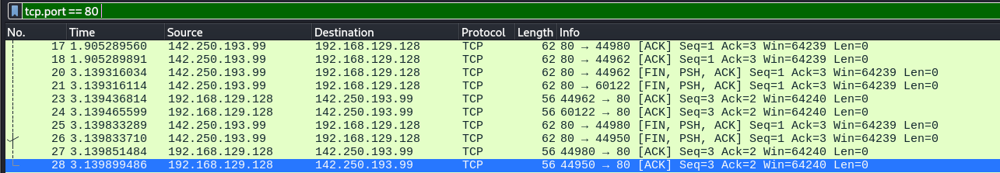 tcp.port == 80
No. Time Source Destination Protocol Length Info
17 1.905289560 142.250.193.99 192.168.129.128 TCP 62 80 → 44980 [ACK] Seq=1 Ack=3 Win=64239 Len=0
18 1.905289891 142.250.193.99 192.168.129.128 TCP 62 80 → 44962 [ACK] Seq=1 Ack=3 Win=64239 Len=0
20 3.139316034 142.250.193.99 192.168.129.128 TCP 62 80 → 44962 [FIN, PSH, ACK] Seq=1 Ack=3 Win=64239 Len=0
21 3.139316114 142.250.193.99 192.168.129.128 TCP 62 80 → 60122 [FIN, PSH, ACK] Seq=1 Ack=3 Win=64239 Len=0
23 3.139436814 192.168.129.128 142.250.193.99 TCP 56 44962 → 80 [ACK] Seq=3 Ack=2 Win=64240 Len=0
24 3.139465599 192.168.129.128 142.250.193.99 TCP 56 60122 → 80 [ACK] Seq=3 Ack=2 Win=64240 Len=0
25 3.139833289 142.250.193.99 192.168.129.128 TCP 62 80 → 44980 [FIN, PSH, ACK] Seq=1 Ack=3 Win=64239 Len=0
26 3.139833710 142.250.193.99 192.168.129.128 TCP 62 80 → 44950 [FIN, PSH, ACK] Seq=1 Ack=3 Win=64239 Len=0
27 3.139851484 192.168.129.128 142.250.193.99 TCP 56 44980 → 80 [ACK] Seq=3 Ack=2 Win=64240 Len=0
28 3.139899486 192.168.129.128 142.250.193.99 TCP 56 44950 → 80 [ACK] Seq=3 Ack=2 Win=64240 Len=0